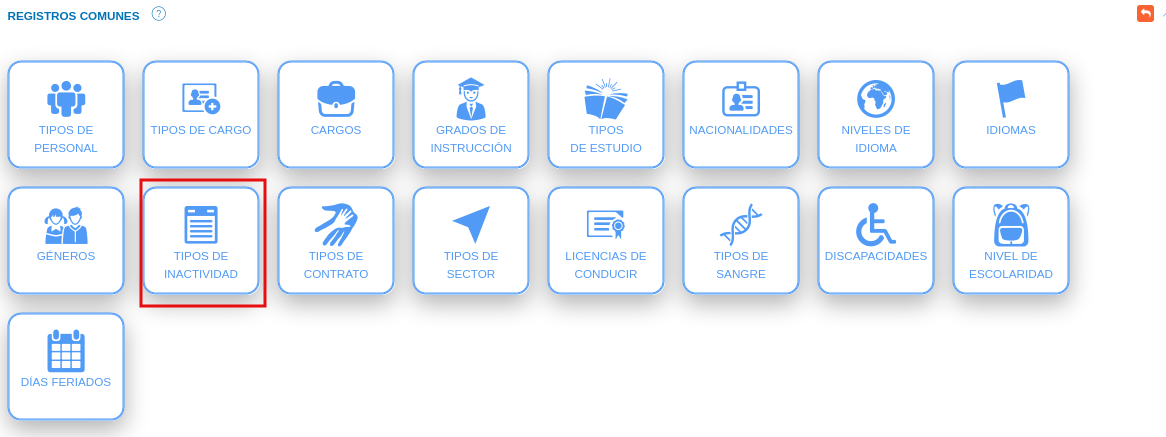 REGISTROS COMUNES ?
TIPOS DE
PERSONAL
TIPOS DE CARGO
CARGOS
GRADOS DE
INSTRUCCIÓN
TIPOS
DE ESTUDIO
NACIONALIDADES
NIVELES DE
IDIOMA
IDIOMAS
GÉNEROS
TIPOS DE
INACTIVIDAD
TIPOS DE
CONTRATO
TIPOS DE
SECTOR
LICENCIAS DE
CONDUCIR
TIPOS DE
SANGRE
DISCAPACIDADES
NIVEL DE
ESCOLARIDAD
DÍAS FERIADOS